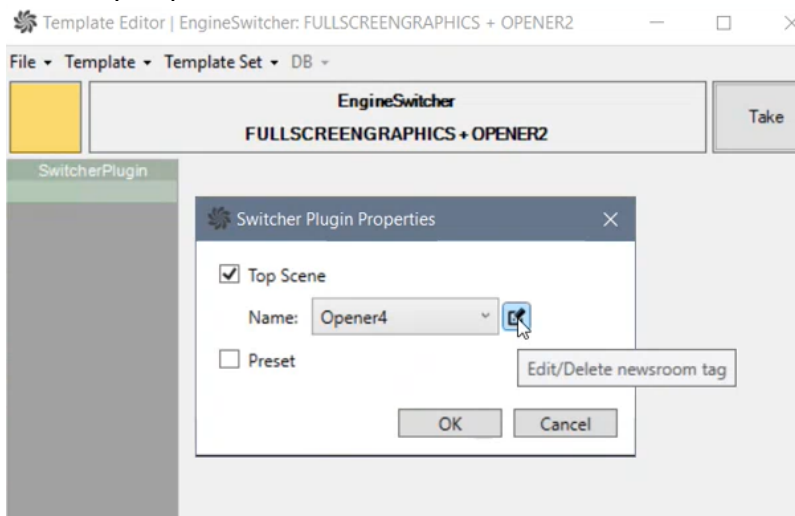 Template Editor | EngineSwitcher: FULLSCREENGRAPHICS + OPENER2
File Template Template Set DB
EngineSwitcher
FULLSCREENGRAPHICS + OPENER2
Take
SwitcherPlugin
Switcher Plugin Properties
Top Scene
Name: Opener4
Preset
Edit/Delete newsroom tag
OK Cancel